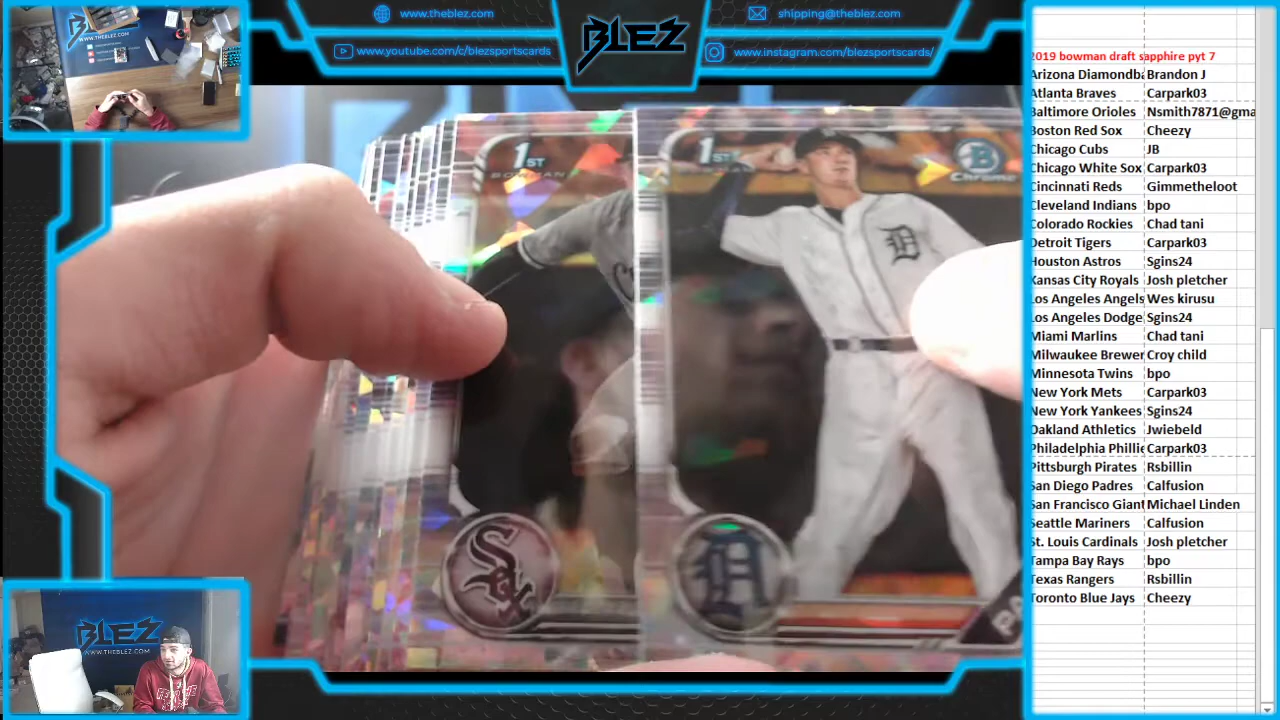 www.theblez.com
www.youtube.com/c/blezsportscards/
BLEZ
shipping@theblez.com
www.instagram.com/blezsportscards/
2019 bowman draft sapphire pyt 7
Arizona Diamondba Brandon J
Atlanta Braves Carpark03
Baltimore Orioles Nsmith7871@gma
Boston Red Sox Cheezy
Chicago Cubs JB
Chicago White Sox Carpark03
Cincinnati Reds Gimmetheloot
Cleveland Indians bpo
Colorado Rockies Chad tani
Detroit Tigers Carpark03
Houston Astros Sgins24
Kansas City Royals Josh pletcher
Los Angeles Angels Wes kirusu
Los Angeles Dodge Sgins24
Miami Marlins Chad tani
Milwaukee Brewer Croy child
Minnesota Twins bpo
New York Mets Carpark03
New York Yankees Sgins24
Oakland Athletics Jwiebeld
Philadelphia Phillie Carpark03
Pittsburgh Pirates Rsbillin
San Diego Padres Calfusion
San Francisco Giant Michael Linden
Seattle Mariners Calfusion
St. Louis Cardinals Josh pletcher
Tampa Bay Rays bpo
Texas Rangers Rsbillin
Toronto Blue Jays Cheezy
1ST
BOWMAN
1ST
B
Chrome
D
Sox
D
BLEZ
WWW.THEBLEZ.COM
BLEZ
WWW.THEBLEZ.COM